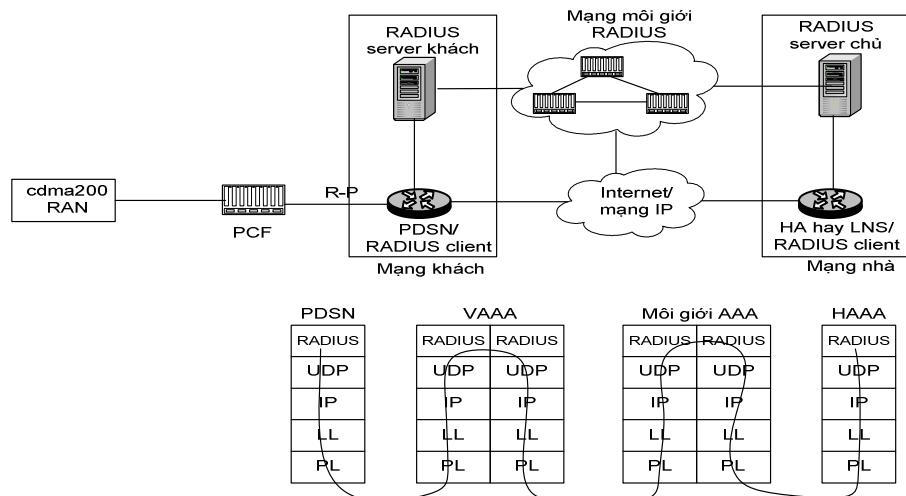 RADIUS
server khách
Mạng môi giới
RADIUS
RADIUS
server chủ
cdma200
RAN
PCF
R-P
PDSN/
RADIUS client
Mạng khách
Internet/
mạng IP
HA hay LNS/
RADIUS client
Mạng nhà
PDSN
VAAA
Môi giới AAA
HAAA
RADIUS
RADIUS RADIUS
RADIUS RADIUS
RADIUS
UDP
UDP UDP
UDP UDP
UDP
IP
IP IP
IP IP
IP
LL
LL LL
LL LL
LL
PL
PL PL
PL PL
PL